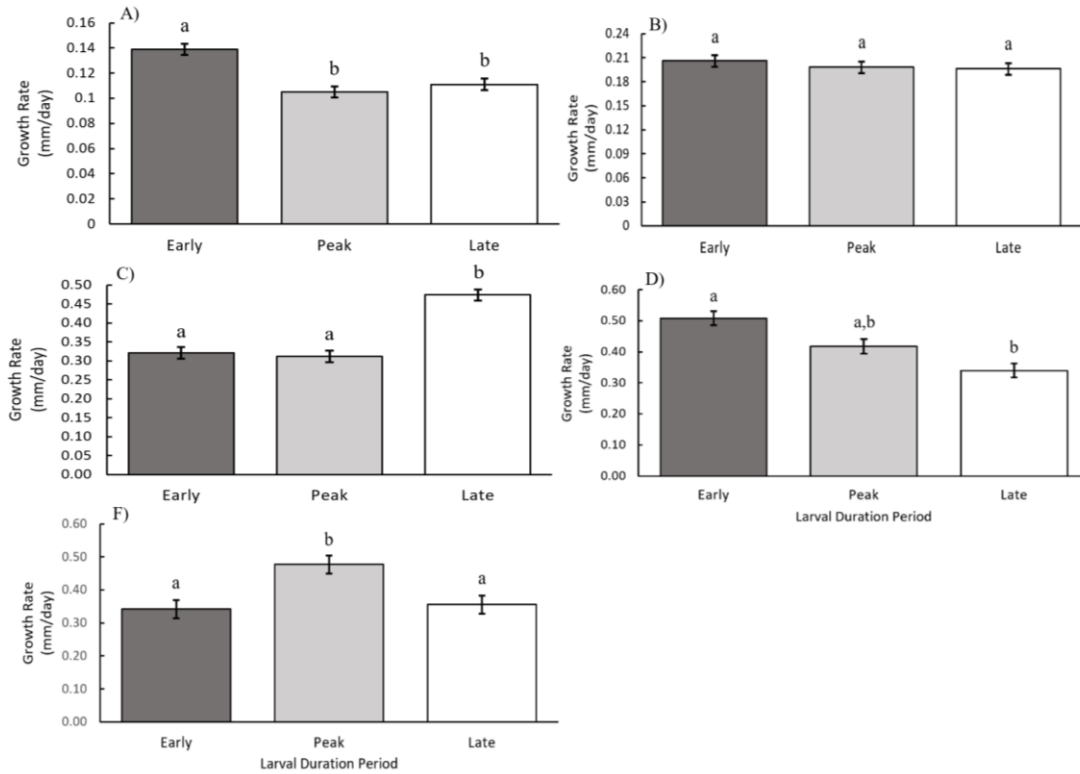 A)
Growth Rate
(mm/day)
0.16
0.14
0.12
0.1
0.08
0.06
0.04
0.02
0
a
b
b
Early
Peak
Late
B)
Growth Rate
(mm/day)
0.24
0.21
0.18
0.15
0.12
0.09
0.06
0.03
0
a
a
a
Early
Peak
Late
C)
Growth Rate
(mm/day)
0.50
0.45
0.40
0.35
0.30
0.25
0.20
0.15
0.10
0.05
0.00
a
a
b
Early
Peak
Late
D)
Growth Rate
(mm/day)
0.60
0.50
0.40
0.30
0.20
0.10
0.00
a
a,b
b
Early
Peak
Late
Larval Duration Period
F)
Growth Rate
(mm/day)
0.60
0.50
0.40
0.30
0.20
0.10
0.00
a
b
a
Early
Peak
Late
Larval Duration Period